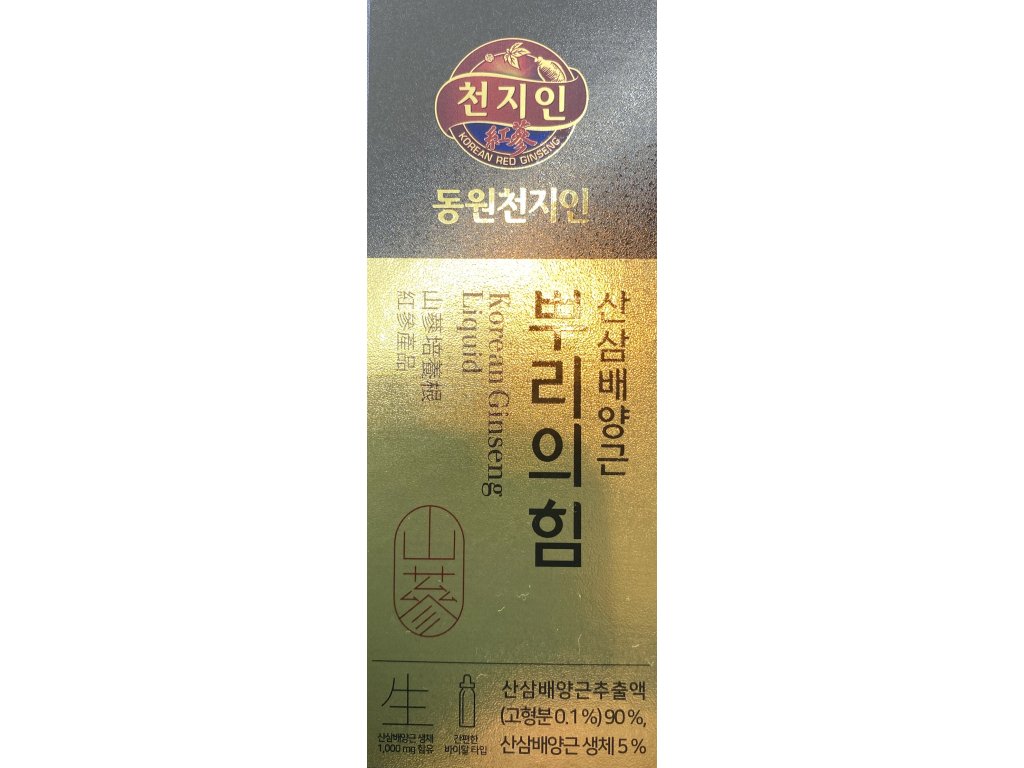 천지인
紅蔘
KOREAN RED GINSENG
동원천지인
산삼배양근
뿌리의힘
Korean Ginseng
Liquid
山蔘培養根
紅參產品
山蔘
生
산삼배양근 생체
1,000 mg 함유
간편한
바이알 타입
산삼배양근추출액
(고형분 0.1 %) 90 %,
산삼배양근 생체 5 %